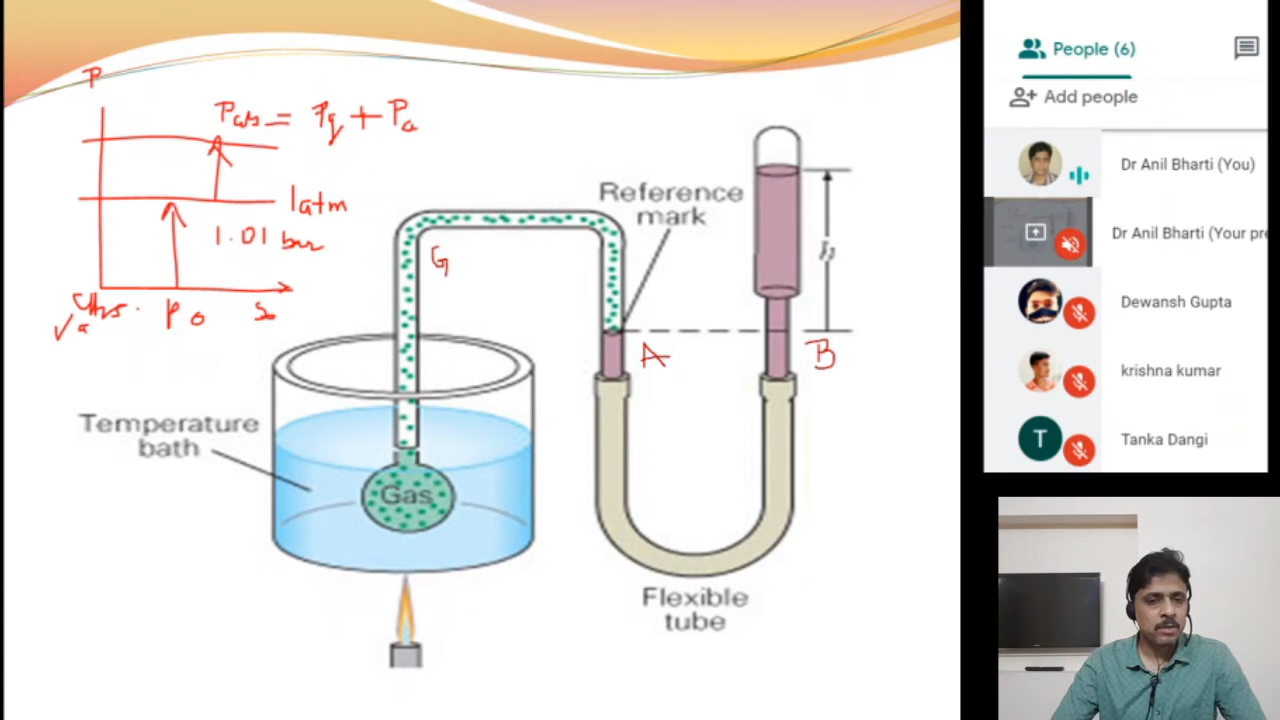 P
Pabs = Pg + Pa
1atm
1.01 bar
Abs.
Reference
mark
h
G
A
B
Temperature
bath
Gas
Flexible
tube
People (6)
Add people
Dr Anil Bharti (You)
Dr Anil Bharti (Your pre
Dewansh Gupta
krishna kumar
T
Tanka Dangi